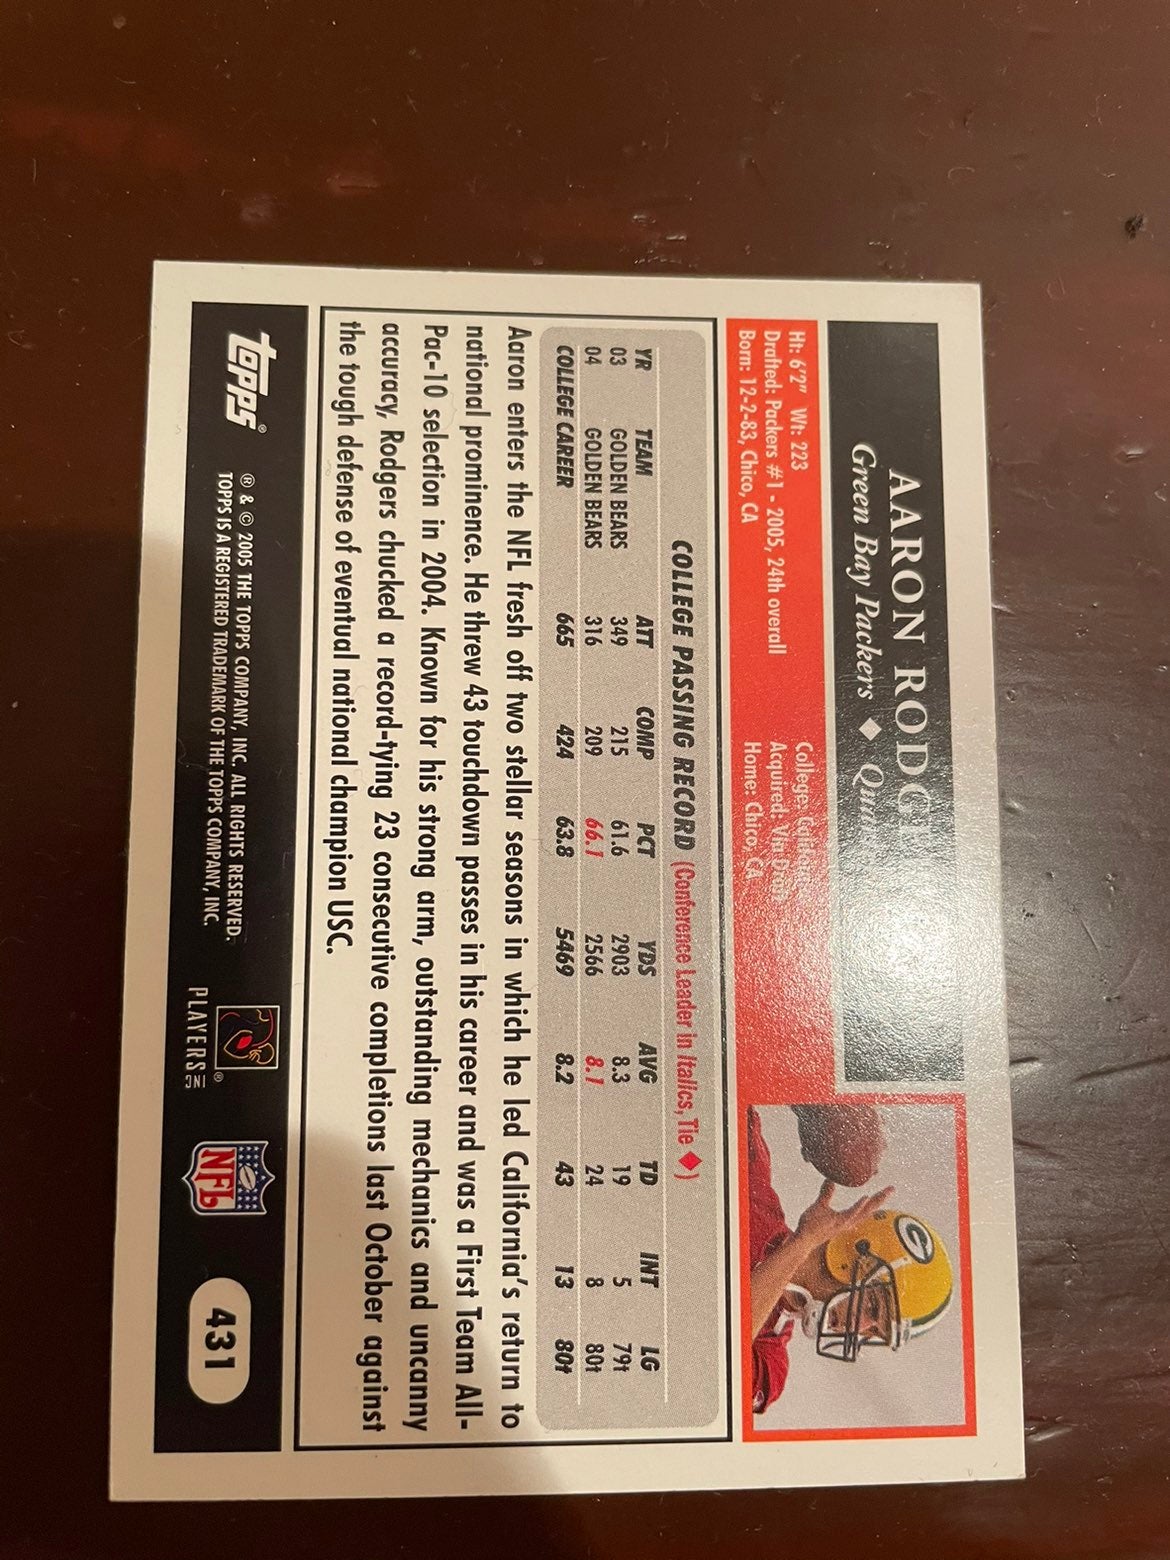 AARON RODGE
Green Bay Packers ♦
Ht: 6'2" Wt: 223
College: California
Drafted: Packers #1 - 2005, 24th overall
Acquired: Via Draft
Born: 12-2-83, Chico, CA
Home: Chico, CA
COLLEGE PASSING RECORD (Conference Leader in Italics, Tie ♦)
YR TEAM ATT COMP PCT YDS AVG TD INT LG
03 GOLDEN BEARS 349 215 61.6 2903 8.3 19 5 79t
04 GOLDEN BEARS 316 209 66.1 2566 8.1 24 8 80t
COLLEGE CAREER 665 424 63.8 5469 8.2 43 13 80t
Aaron enters the NFL fresh off two stellar seasons in which he led California's return to
national prominence. He threw 43 touchdown passes in his career and was a First Team All-
Pac-10 selection in 2004. Known for his strong arm, outstanding mechanics and uncanny
accuracy, Rodgers chucked a record-tying 23 consecutive completions last October against
the tough defense of eventual national champion USC.
topps®
® & © 2005 THE TOPPS COMPANY, INC. ALL RIGHTS RESERVED.
TOPPS IS A REGISTERED TRADEMARK OF THE TOPPS COMPANY, INC.
PLAYERS INC®
NFL
431